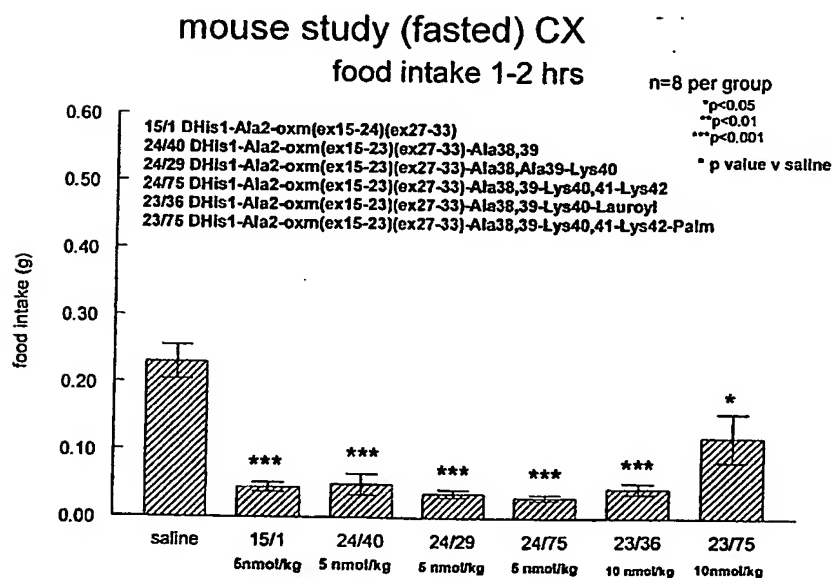 mouse study (fasted) CX
food intake 1-2 hrs
n=8 per group
*p<0.05
**p<0.01
***p<0.001
* p value v saline
15/1 DHis1-Ala2-oxm(ex15-24)(ex27-33)
24/40 DHis1-Ala2-oxm(ex15-23)(ex27-33)-Ala38,39
24/29 DHis1-Ala2-oxm(ex15-23)(ex27-33)-Ala38,Ala39-Lys40
24/75 DHis1-Ala2-oxm(ex15-23)(ex27-33)-Ala38,39-Lys40,41-Lys42
23/36 DHis1-Ala2-oxm(ex15-23)(ex27-33)-Ala38,39-Lys40-Lauroyl
23/75 DHis1-Ala2-oxm(ex15-23)(ex27-33)-Ala38,39-Lys40,41-Lys42-Palm
food intake (g)
0.60
0.50
0.40
0.30
0.20
0.10
0.00
***
***
***
***
***
*
saline
15/1
24/40
24/29
24/75
23/36
23/75
5nmol/kg
5 nmol/kg
5 nmol/kg
5 nmol/kg
10 nmol/kg
10nmol/kg